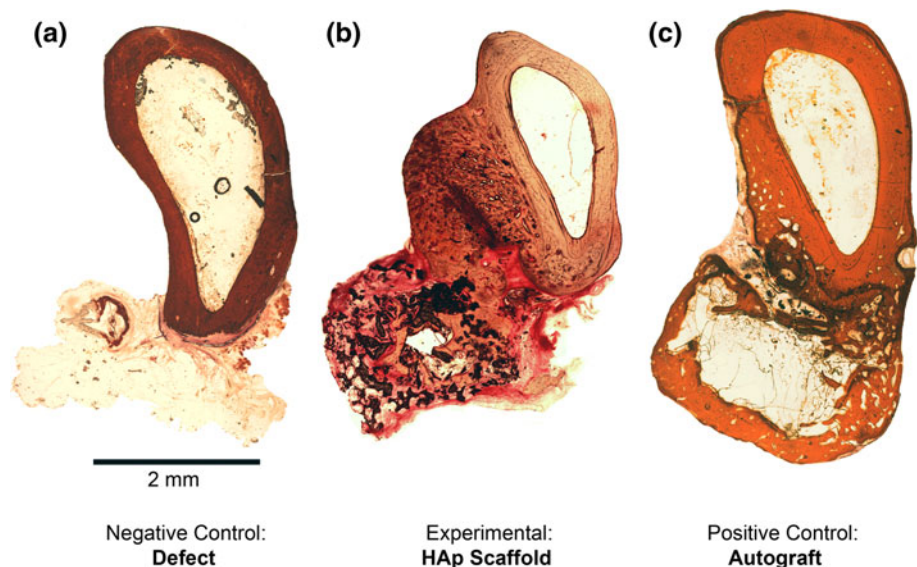 (a)
(b)
(c)
2 mm
Negative Control:
Defect
Experimental:
HAp Scaffold
Positive Control:
Autograft